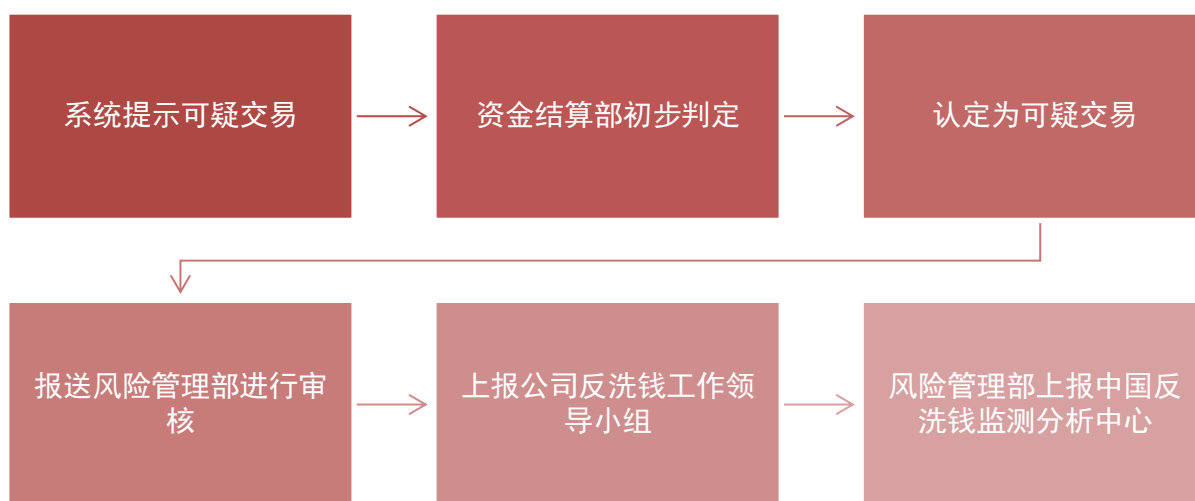 系统提示可疑交易
资金结算部初步判定
认定为可疑交易
报送风险管理部进行审
核
上报公司反洗钱工作领
导小组
风险管理部上报中国反
洗钱监测分析中心